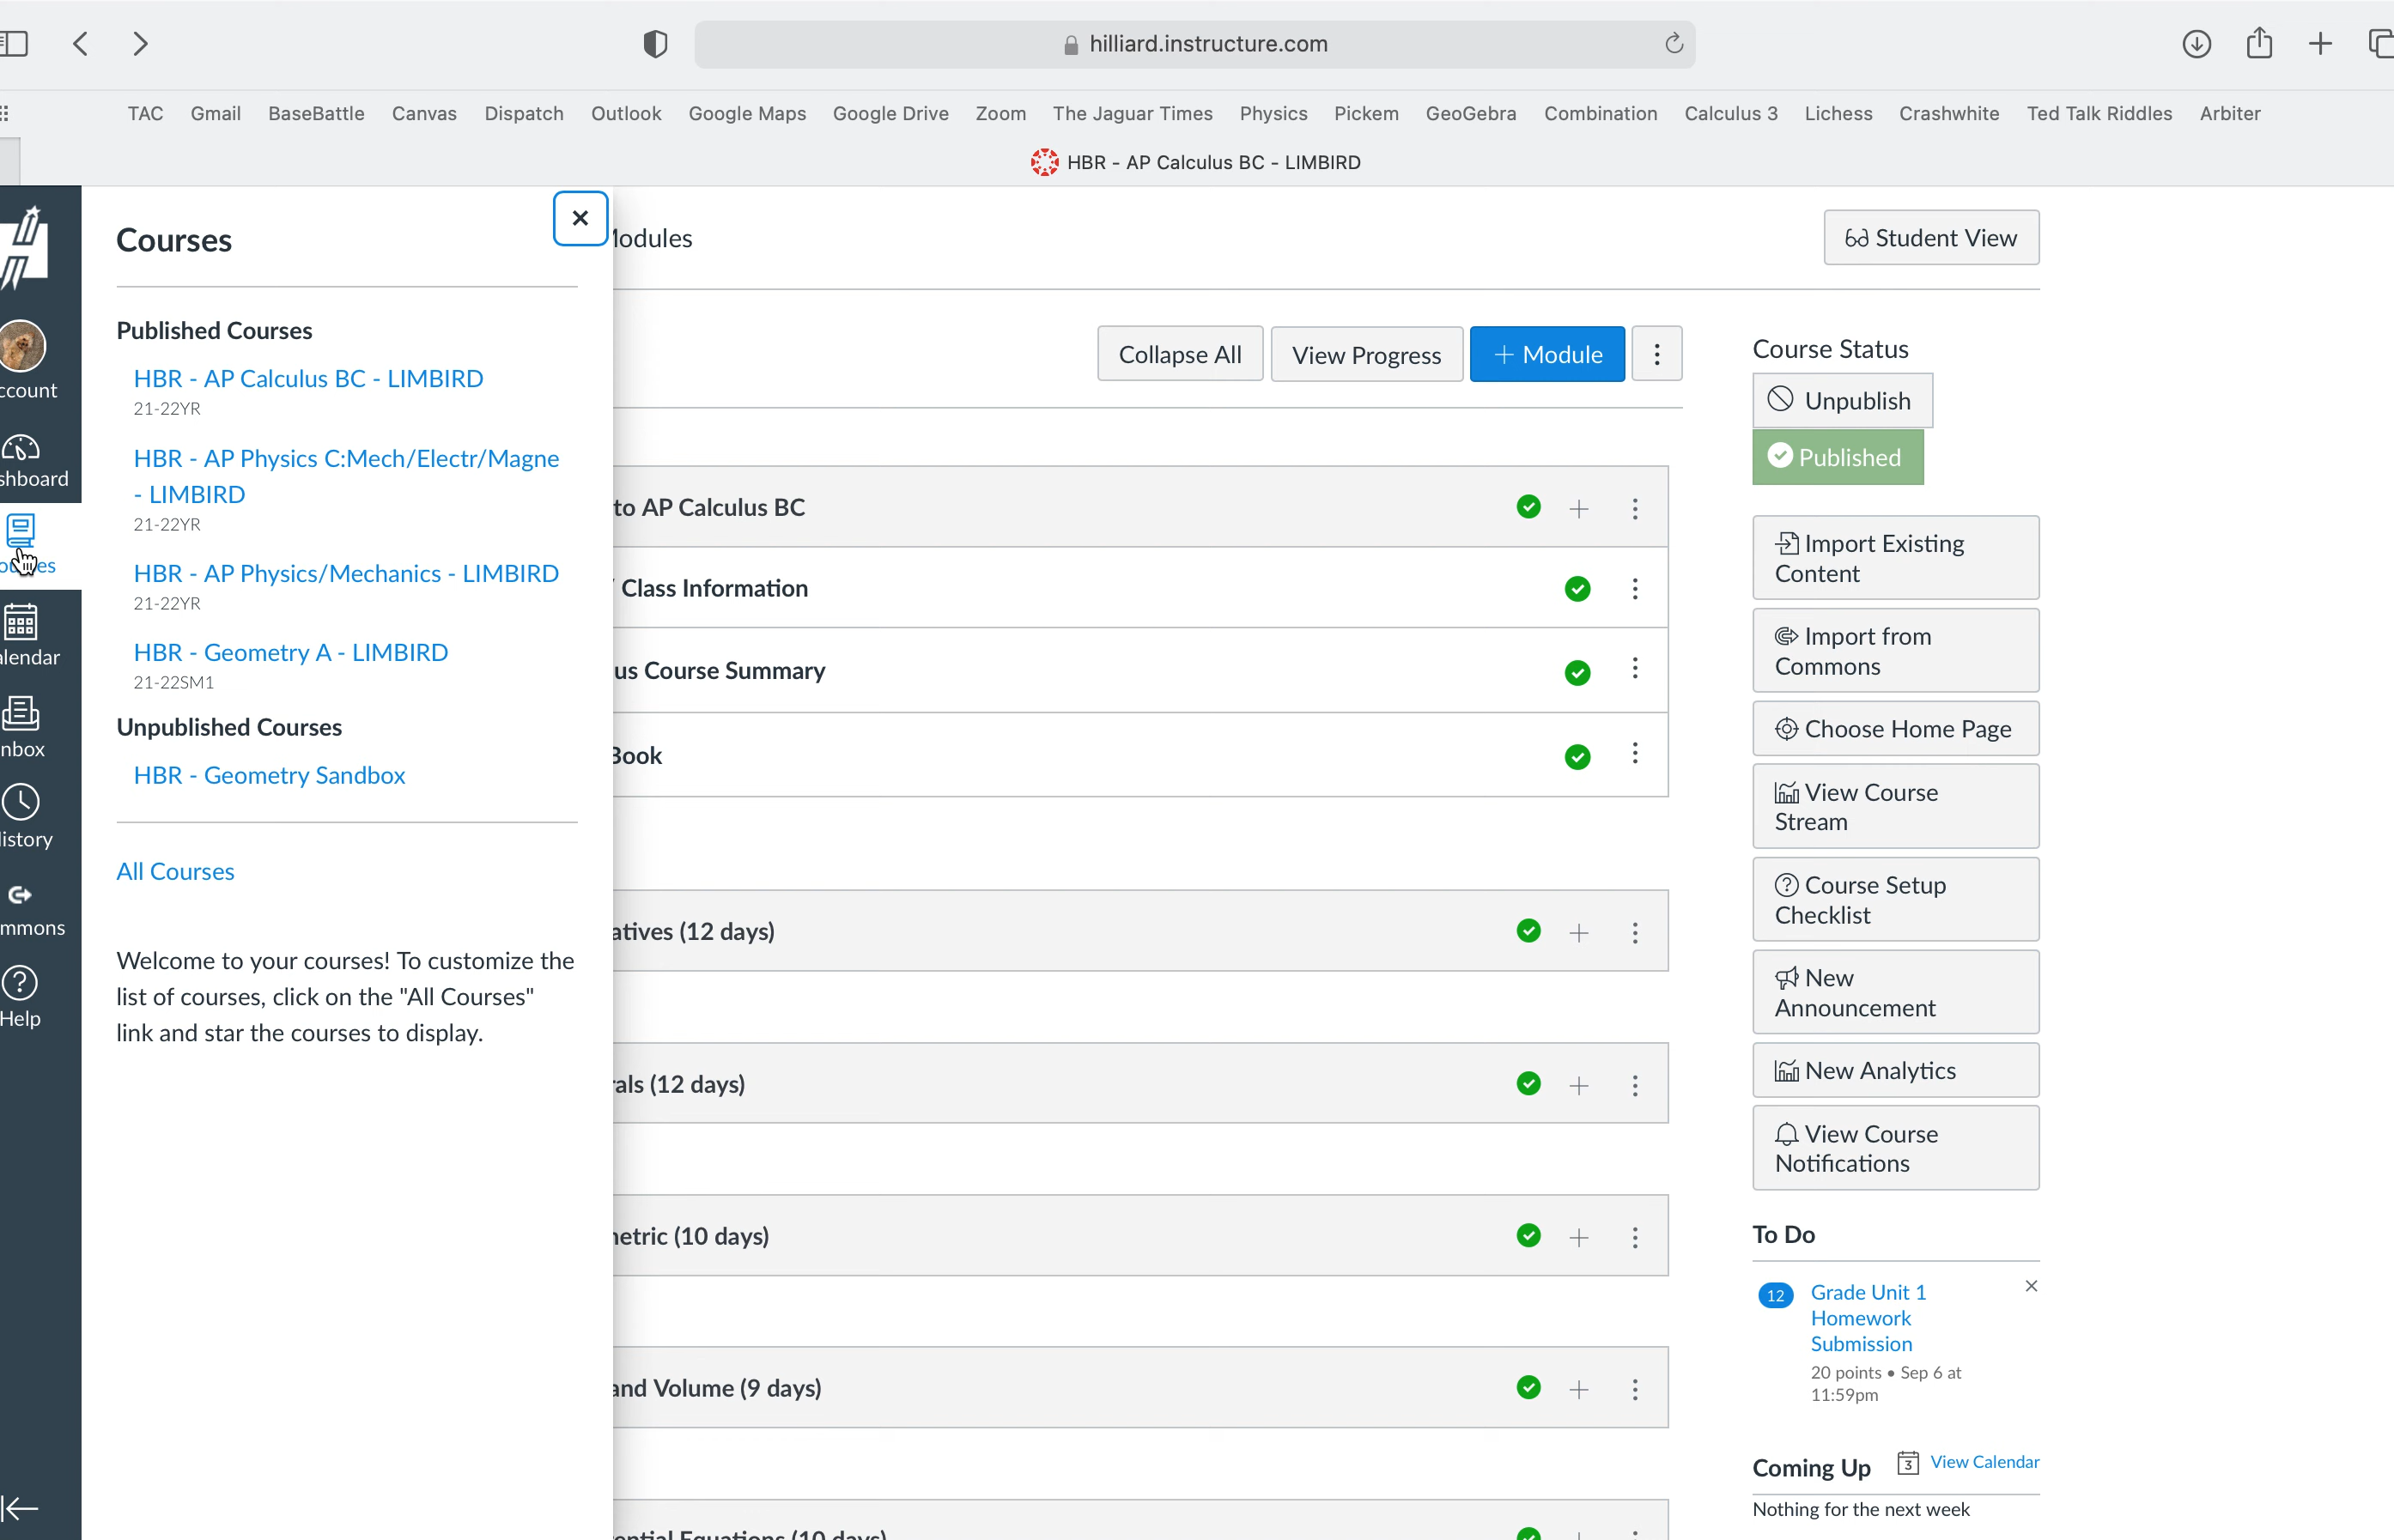 hilliard.instructure.com
TAC Gmail BaseBattle Canvas Dispatch Outlook Google Maps Google Drive Zoom The Jaguar Times Physics Pickem GeoGebra Combination Calculus 3 Lichess Crashwhite Ted Talk Riddles Arbiter
HBR - AP Calculus BC - LIMBIRD
ccount
shboard
alendar
nbox
istory
mmons
Help
Courses
Published Courses
HBR - AP Calculus BC - LIMBIRD
21-22YR
HBR - AP Physics C:Mech/Electr/Magne
- LIMBIRD
21-22YR
HBR - AP Physics/Mechanics - LIMBIRD
21-22YR
HBR - Geometry A - LIMBIRD
21-22SM1
Unpublished Courses
HBR - Geometry Sandbox
All Courses
Welcome to your courses! To customize the
list of courses, click on the "All Courses"
link and star the courses to display.
odules
Student View
Collapse All View Progress + Module
to AP Calculus BC
Class Information
us Course Summary
Book
atives (12 days)
als (12 days)
etric (10 days)
and Volume (9 days)
ential Equations (10 days)
Course Status
Unpublish
Published
Import Existing
Content
Import from
Commons
Choose Home Page
View Course
Stream
Course Setup
Checklist
New
Announcement
New Analytics
View Course
Notifications
To Do
12 Grade Unit 1
Homework
Submission
20 points • Sep 6 at
11:59pm
Coming Up 3 View Calendar
Nothing for the next week